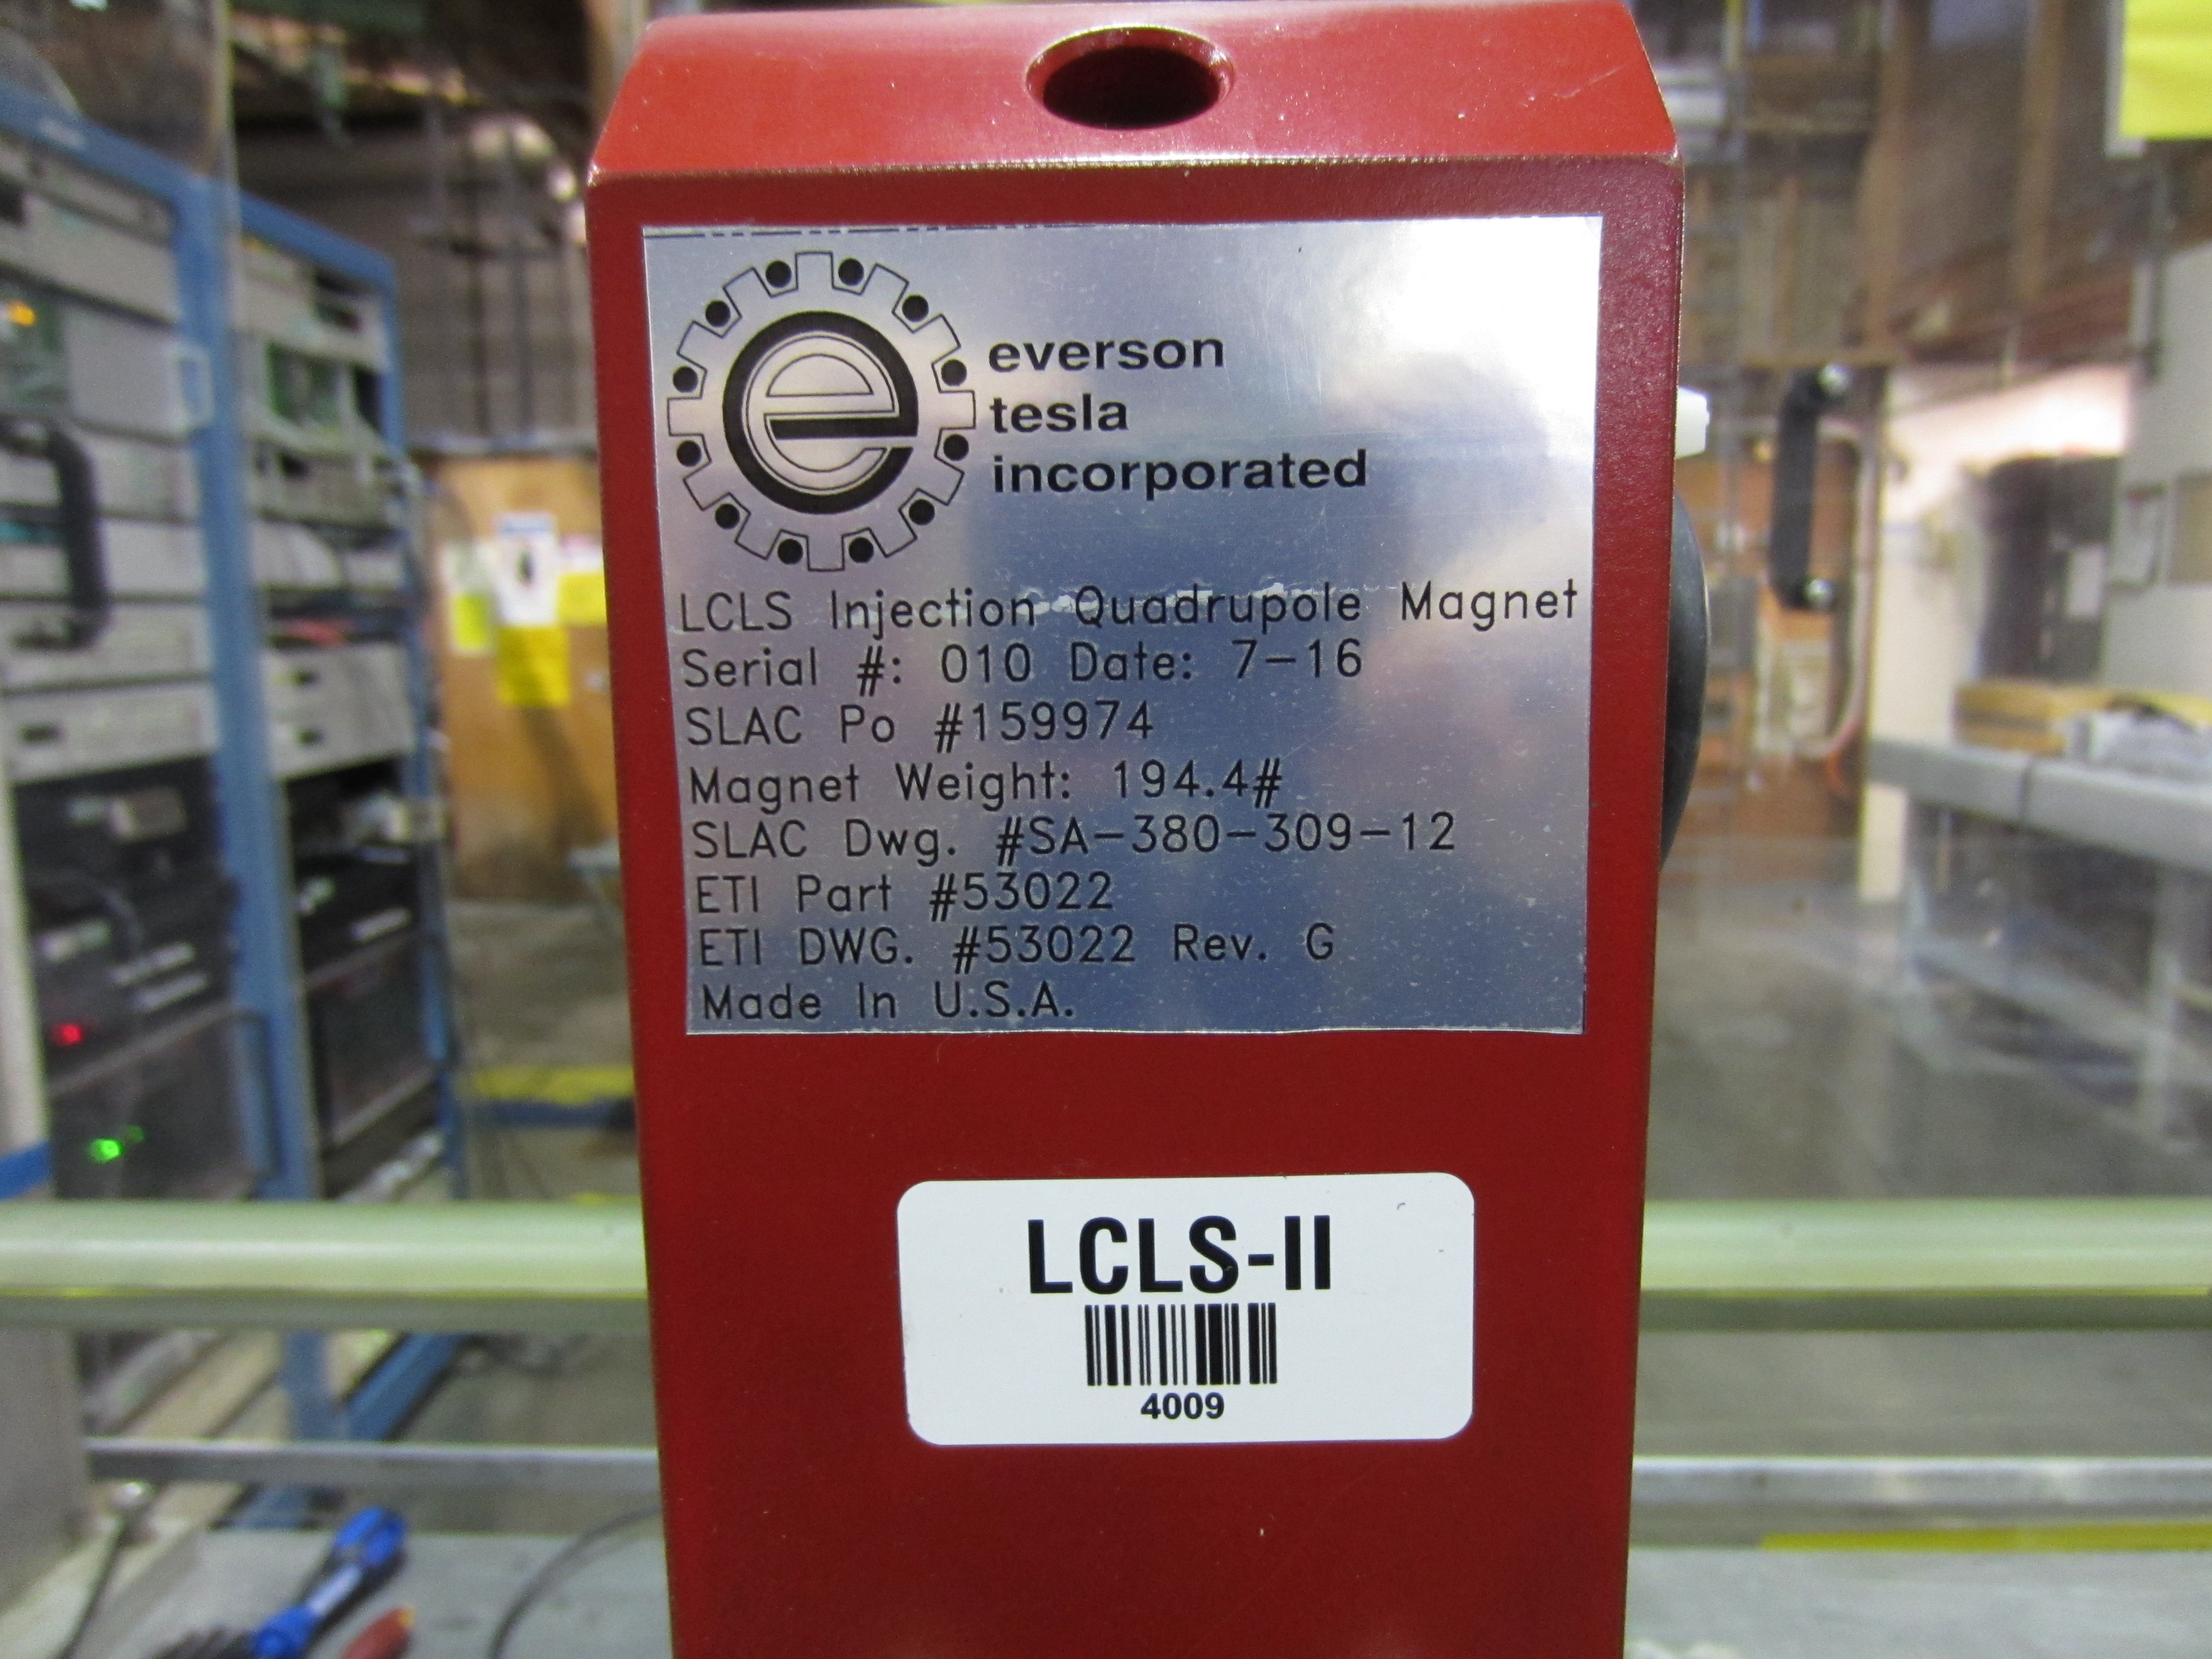 everson
tesla
incorporated
LCLS Injection Quadrupole Magnet
Serial #: 010 Date: 7-16
SLAC Po #159974
Magnet Weight: 194.4#
SLAC Dwg. #SA-380-309-12
ETI Part #53022
ETI DWG. #53022 Rev. G
Made In U.S.A.
LCLS-II
4009